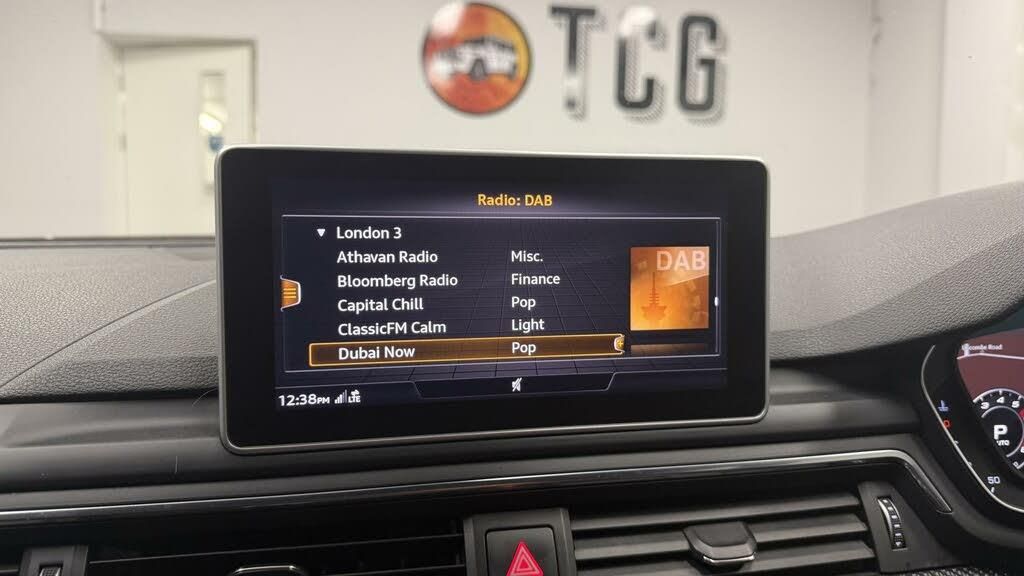 TCG
Radio: DAB
London 3
Athavan Radio Misc.
Bloomberg Radio Finance
Capital Chill Pop
ClassicFM Calm Light
Dubai Now Pop
DAB
12:38PM LTE
P
50